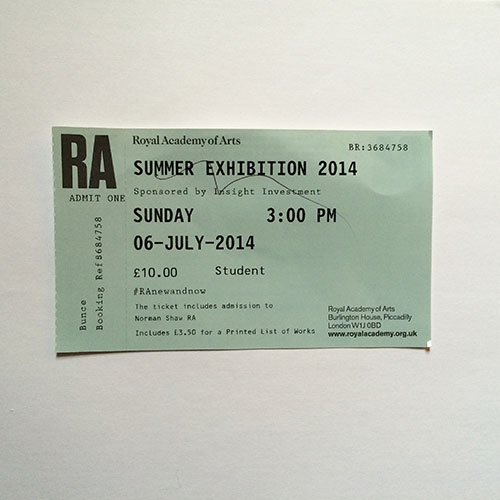 RA
ADMIT ONE
Bunce
Booking Ref:3684758
Royal Academy of Arts
BR:3684758
SUMMER EXHIBITION 2014
Sponsored by Insight Investment
SUNDAY 3:00 PM
06-JULY-2014
£10.00 Student
#RAnewandnow
The ticket includes admission to
Norman Shaw RA
Includes £3.50 for a Printed List of Works
Royal Academy of Arts
Burlington House, Piccadilly
London W1J 0BD
www.royalacademy.org.uk